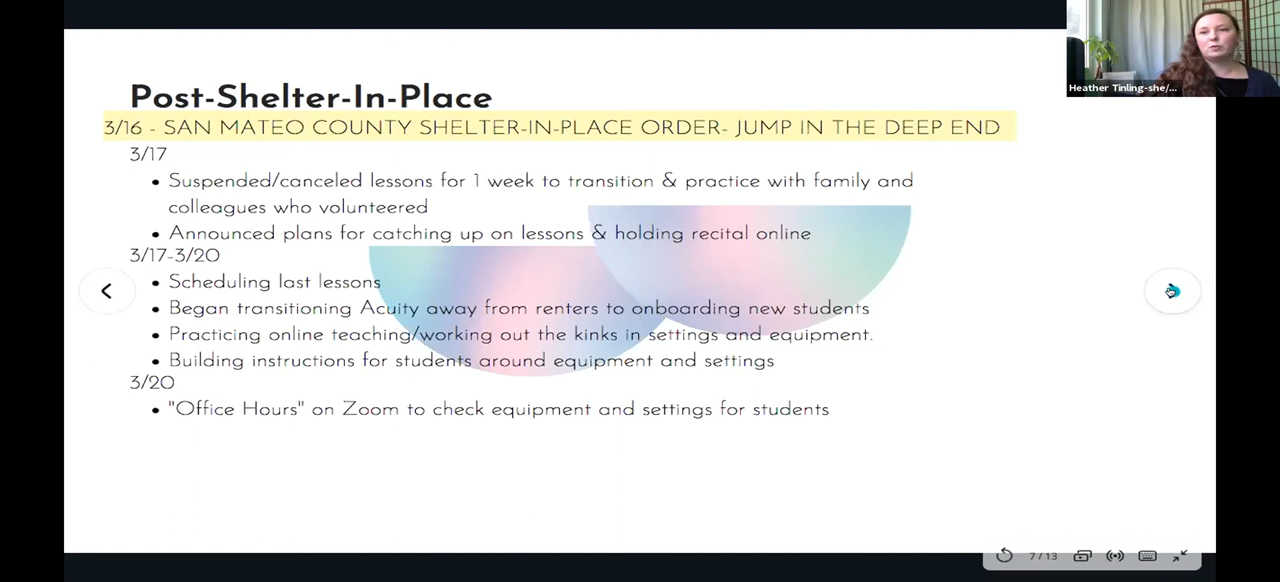 Heather Tinling-she/...
Post-Shelter-In-Place
3/16 - SAN MATEO COUNTY SHELTER-IN-PLACE ORDER- JUMP IN THE DEEP END
3/17
• Suspended/canceled lessons for 1 week to transition & practice with family and
colleagues who volunteered
• Announced plans for catching up on lessons & holding recital online
3/17-3/20
• Scheduling last lessons
• Began transitioning Acuity away from renters to onboarding new students
• Practicing online teaching/working out the kinks in settings and equipment.
• Building instructions for students around equipment and settings
3/20
• "Office Hours" on Zoom to check equipment and settings for students
7/13